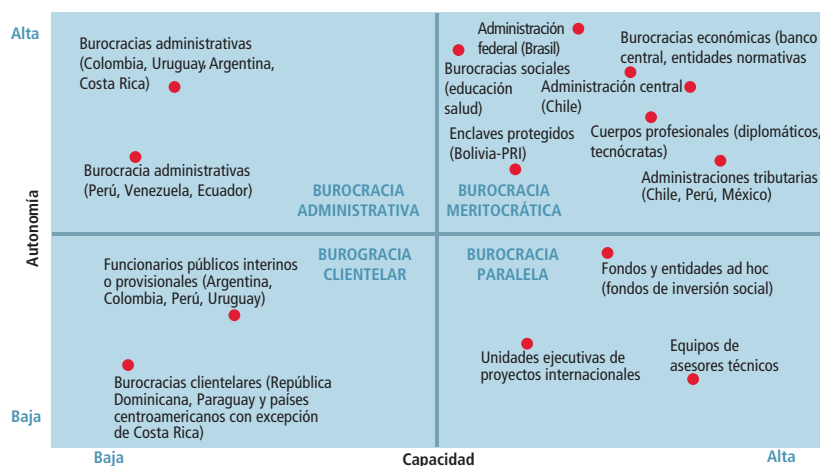 Alta
Burocracias administrativas
(Colombia, Uruguay, Argentina,
Costa Rica)
Burocracia administrativas
(Perú, Venezuela, Ecuador)
BUROCRACIA
ADMINISTRATIVA
Administración
federal (Brasil)
Burocracias sociales
(educación
salud)
Burocracias económicas (banco
central, entidades normativas
Administración central
(Chile)
Enclaves protegidos
(Bolivia-PRI)
Cuerpos profesionales (diplomáticos,
tecnócratas)
Administraciones tributarias
(Chile, Perú, México)
BUROCRACIA
MERITOCRÁTICA
Autonomía
Funcionarios públicos interinos
o provisionales (Argentina,
Colombia, Perú, Uruguay)
BUROGRACIA
CLIENTELAR
Burocracias clientelares (República
Dominicana, Paraguay y países
centroamericanos con excepción
de Costa Rica)
BUROCRACIA
PARALELA
Fondos y entidades ad hoc
(fondos de inversión social)
Unidades ejecutivas de
proyectos internacionales
Equipos de
asesores técnicos
Baja
Baja
Capacidad
Alta